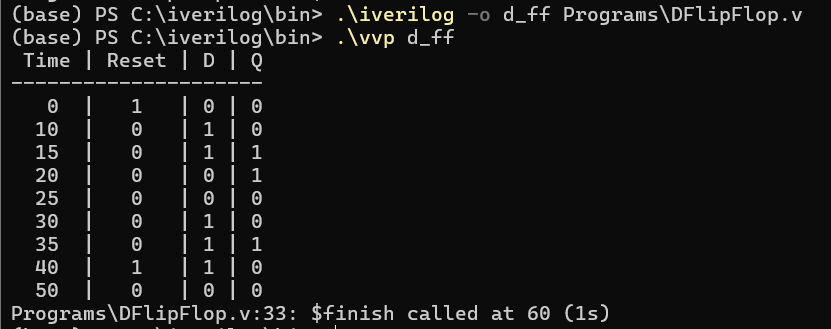 (base) PS C:\iverilog\bin> .\iverilog -o d_ff Programs\DFlipFlop.v
(base) PS C:\iverilog\bin> .\vvp d_ff
 Time | Reset | D | Q
---------------------
   0  |   1   | 0 | 0
  10  |   0   | 1 | 0
  15  |   0   | 1 | 1
  20  |   0   | 0 | 1
  25  |   0   | 0 | 0
  30  |   0   | 1 | 0
  35  |   0   | 1 | 1
  40  |   1   | 1 | 0
  50  |   0   | 0 | 0
Programs\DFlipFlop.v:33: $finish called at 60 (1s)